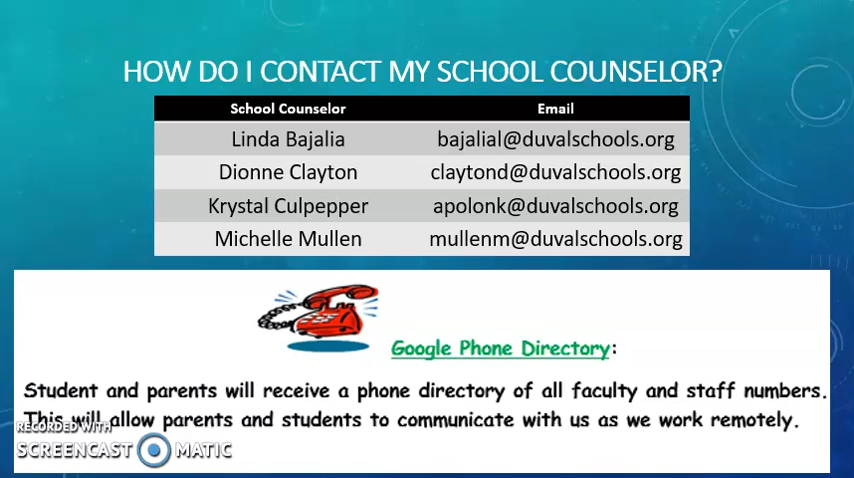 HOW DO I CONTACT MY SCHOOL COUNSELOR?
School Counselor Email
Linda Bajalia bajalial@duvalschools.org
Dionne Clayton claytond@duvalschools.org
Krystal Culpepper apolonk@duvalschools.org
Michelle Mullen mullenm@duvalschools.org
Google Phone Directory:
Student and parents will receive a phone directory of all faculty and staff numbers.
This will allow parents and students to communicate with us as we work remotely.
RECORDED WITH
SCREENCAST MATIC